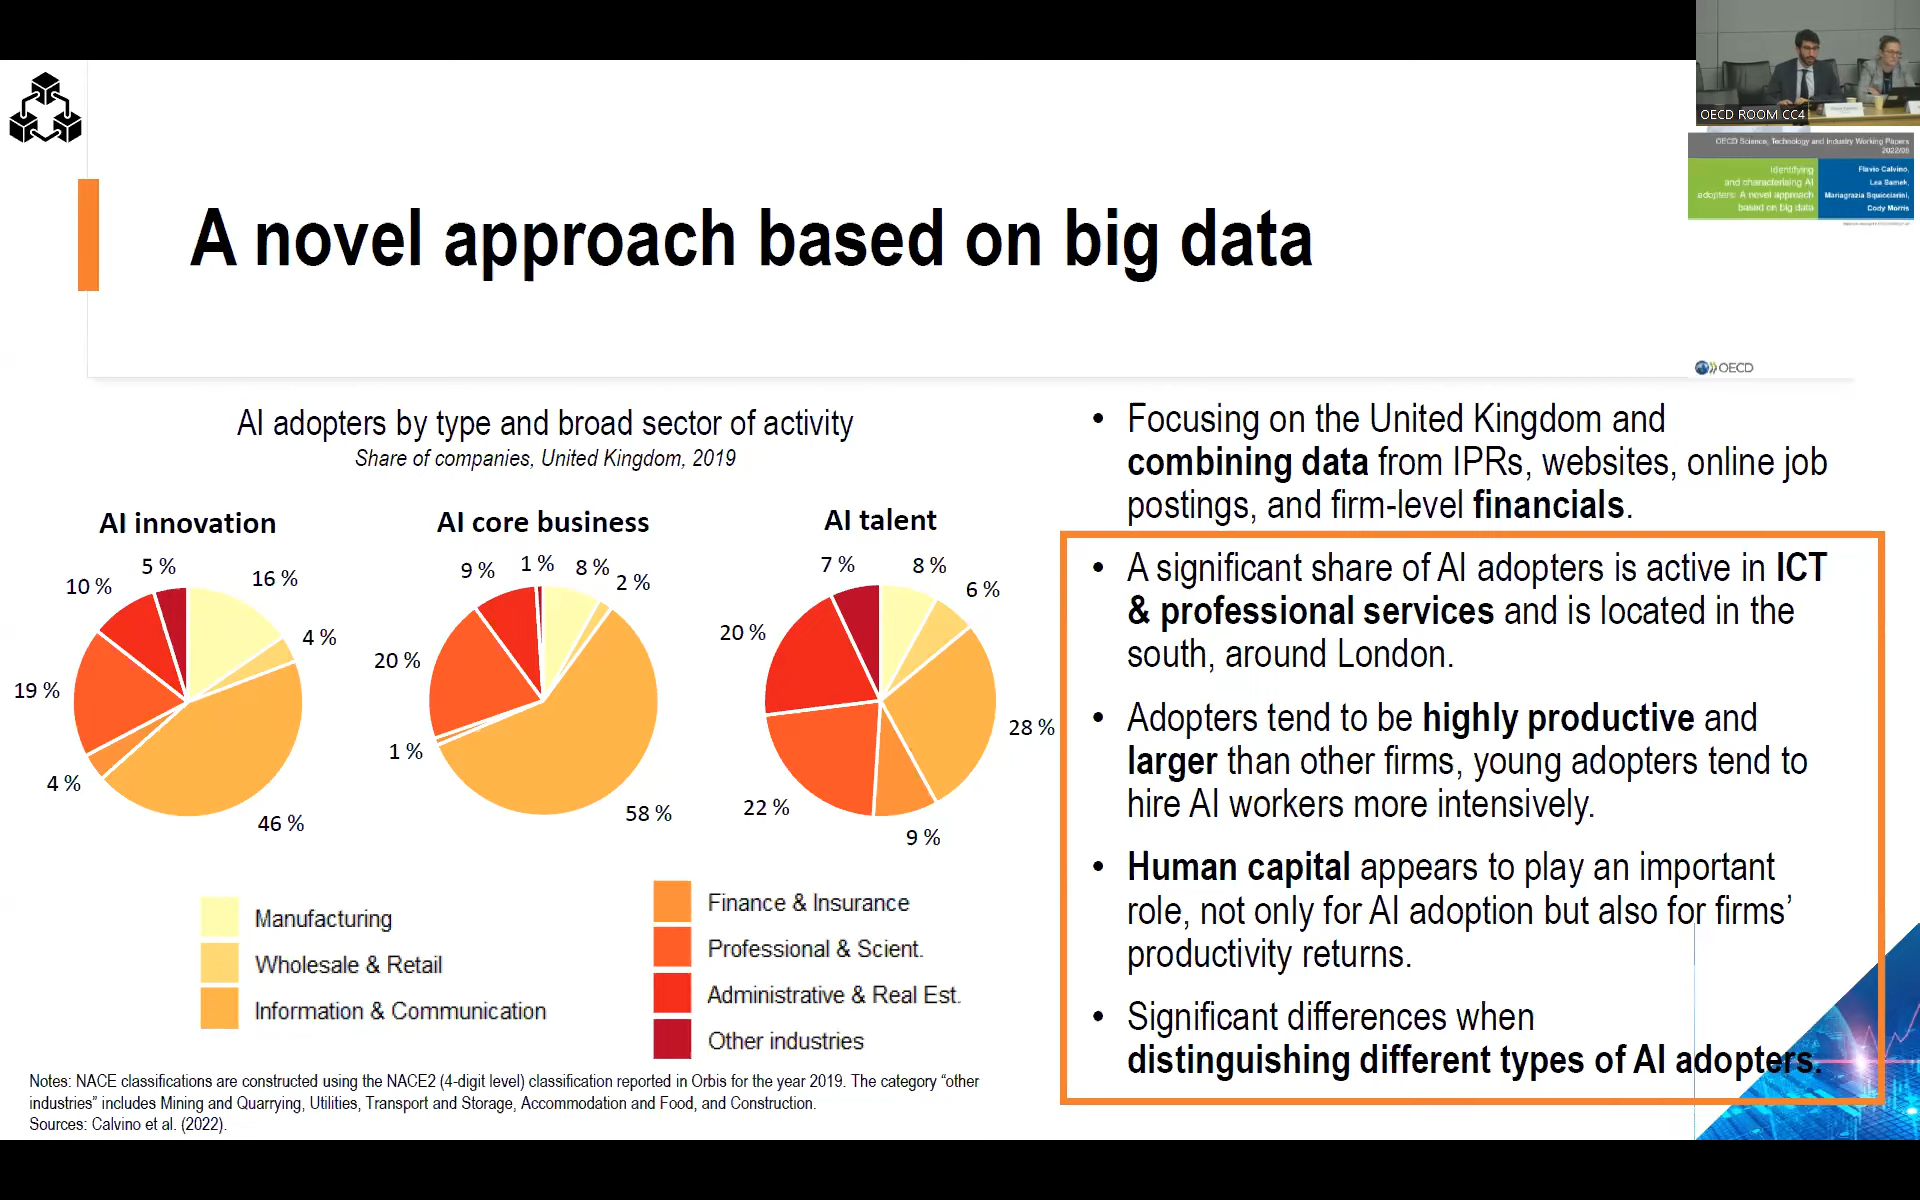 OECD ROOM CC4
OECD Science, Technology and Industry Working Papers
2022/06
Identifying
and characterising AI
adopters: A novel approach
based on big data
Flavio Calvino,
Lea Samek,
Mariagrazia Squicciarini,
Cody Morris
A novel approach based on big data
OECD
AI adopters by type and broad sector of activity
Share of companies, United Kingdom, 2019
AI innovation
5 %
16 %
10 %
4 %
19 %
4 %
46 %
AI core business
9 %
1 %
8 %
2 %
20 %
1 %
58 %
AI talent
7 %
8 %
6 %
20 %
28 %
22 %
9 %
Manufacturing
Wholesale & Retail
Information & Communication
Finance & Insurance
Professional & Scient.
Administrative & Real Est.
Other industries
Notes: NACE classifications are constructed using the NACE2 (4-digit level) classification reported in Orbis for the year 2019. The category “other
industries” includes Mining and Quarrying, Utilities, Transport and Storage, Accommodation and Food, and Construction.
Sources: Calvino et al. (2022).
• Focusing on the United Kingdom and
combining data from IPRs, websites, online job
postings, and firm-level financials.
• A significant share of AI adopters is active in ICT
& professional services and is located in the
south, around London.
• Adopters tend to be highly productive and
larger than other firms, young adopters tend to
hire AI workers more intensively.
• Human capital appears to play an important
role, not only for AI adoption but also for firms’
productivity returns.
• Significant differences when
distinguishing different types of AI adopters.